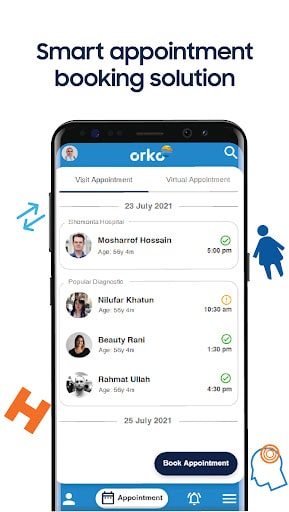 Smart appointment
booking solution
orko
Visit Appointment
Virtual Appointment
23 July 2021
Bhomionta Hospital
Mosharrof Hossain
Age: 56y 4m
5:00 pm
Popular Diagnostic
Nilufar Khatun
Age: 56y 4m
10:30 am
Beauty Rani
Age: 56y 4m
1:30 pm
Rahmat Ullah
Age: 56y 4m
4:30 pm
25 July 2021
Book Appointment
Appointment
H